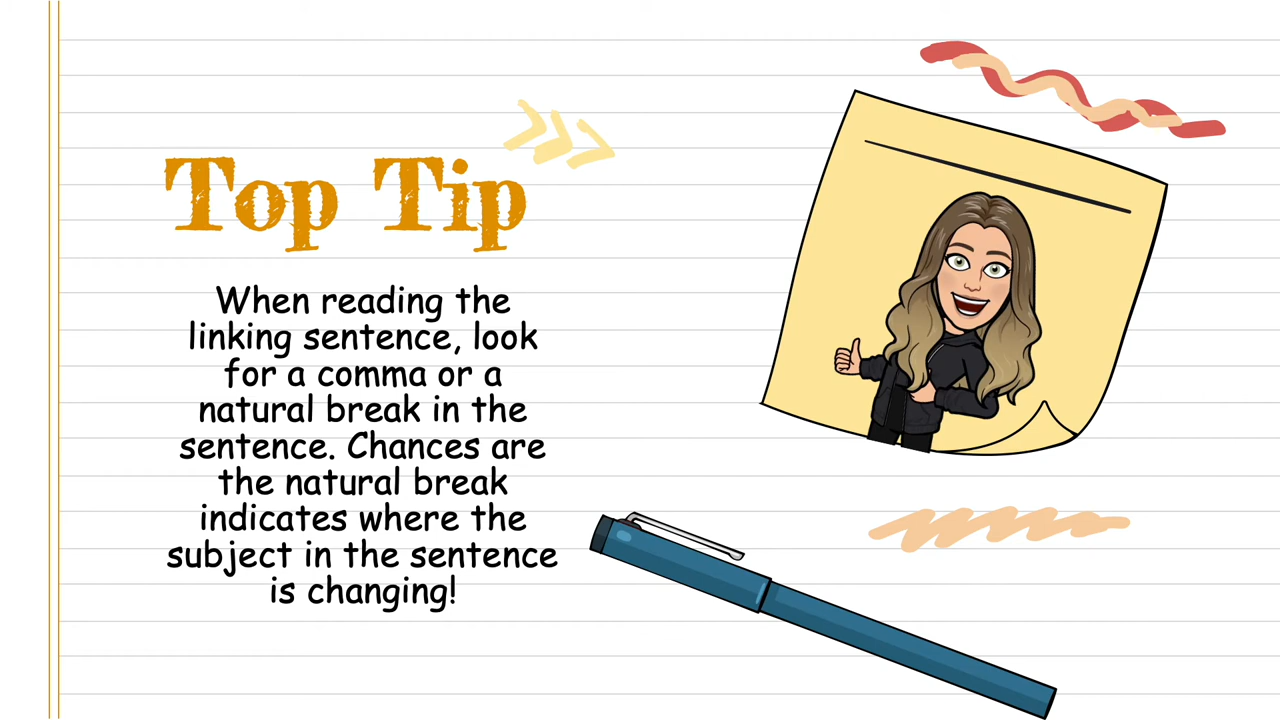 Top Tip
When reading the
linking sentence, look
for a comma or a
natural break in the
sentence. Chances are
the natural break
indicates where the
subject in the sentence
is changing!